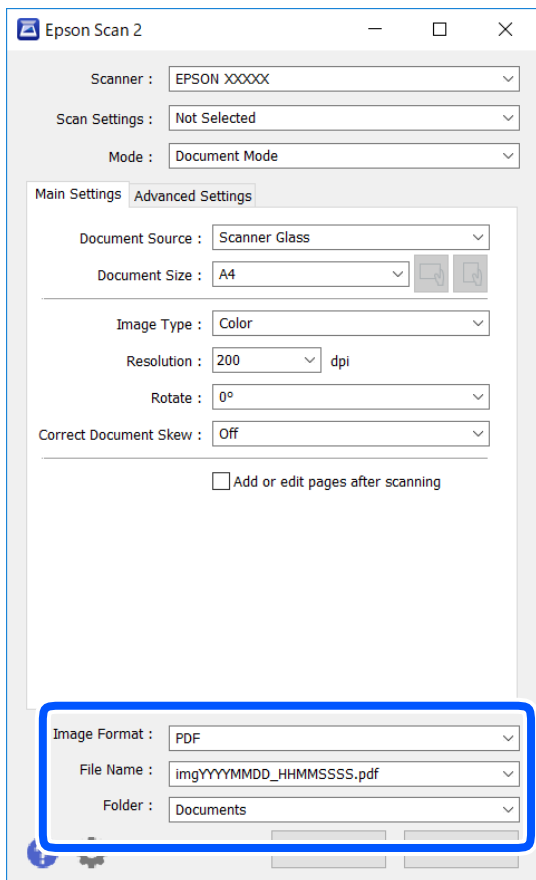 Epson Scan 2
Scanner : EPSON XXXXX
Scan Settings : Not Selected
Mode : Document Mode
Main Settings Advanced Settings
Document Source : Scanner Glass
Document Size : A4
Image Type : Color
Resolution : 200 dpi
Rotate : 0°
Correct Document Skew : Off
Add or edit pages after scanning
Image Format : PDF
File Name : imgYYYYMMDD_HHMMSSSS.pdf
Folder : Documents